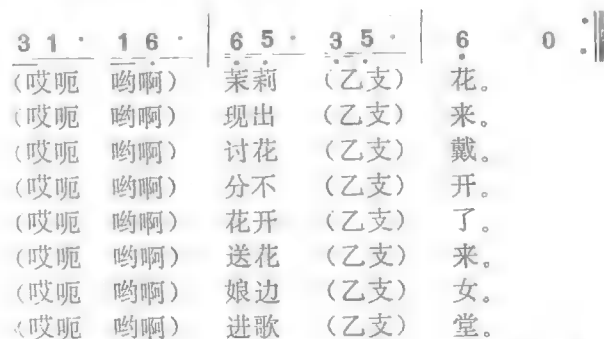 3 1 · 1 6 · | 6 5 · 3 5 · | 6 0 :‖
(哎呃 哟啊) 茉莉 (乙支) 花。
(哎呃 哟啊) 现出 (乙支) 来。
(哎呃 哟啊) 讨花 (乙支) 戴。
(哎呃 哟啊) 分不 (乙支) 开。
(哎呃 哟啊) 花开 (乙支) 了。
(哎呃 哟啊) 送花 (乙支) 来。
(哎呃 哟啊) 娘边 (乙支) 女。
(哎呃 哟啊) 进歌 (乙支) 堂。